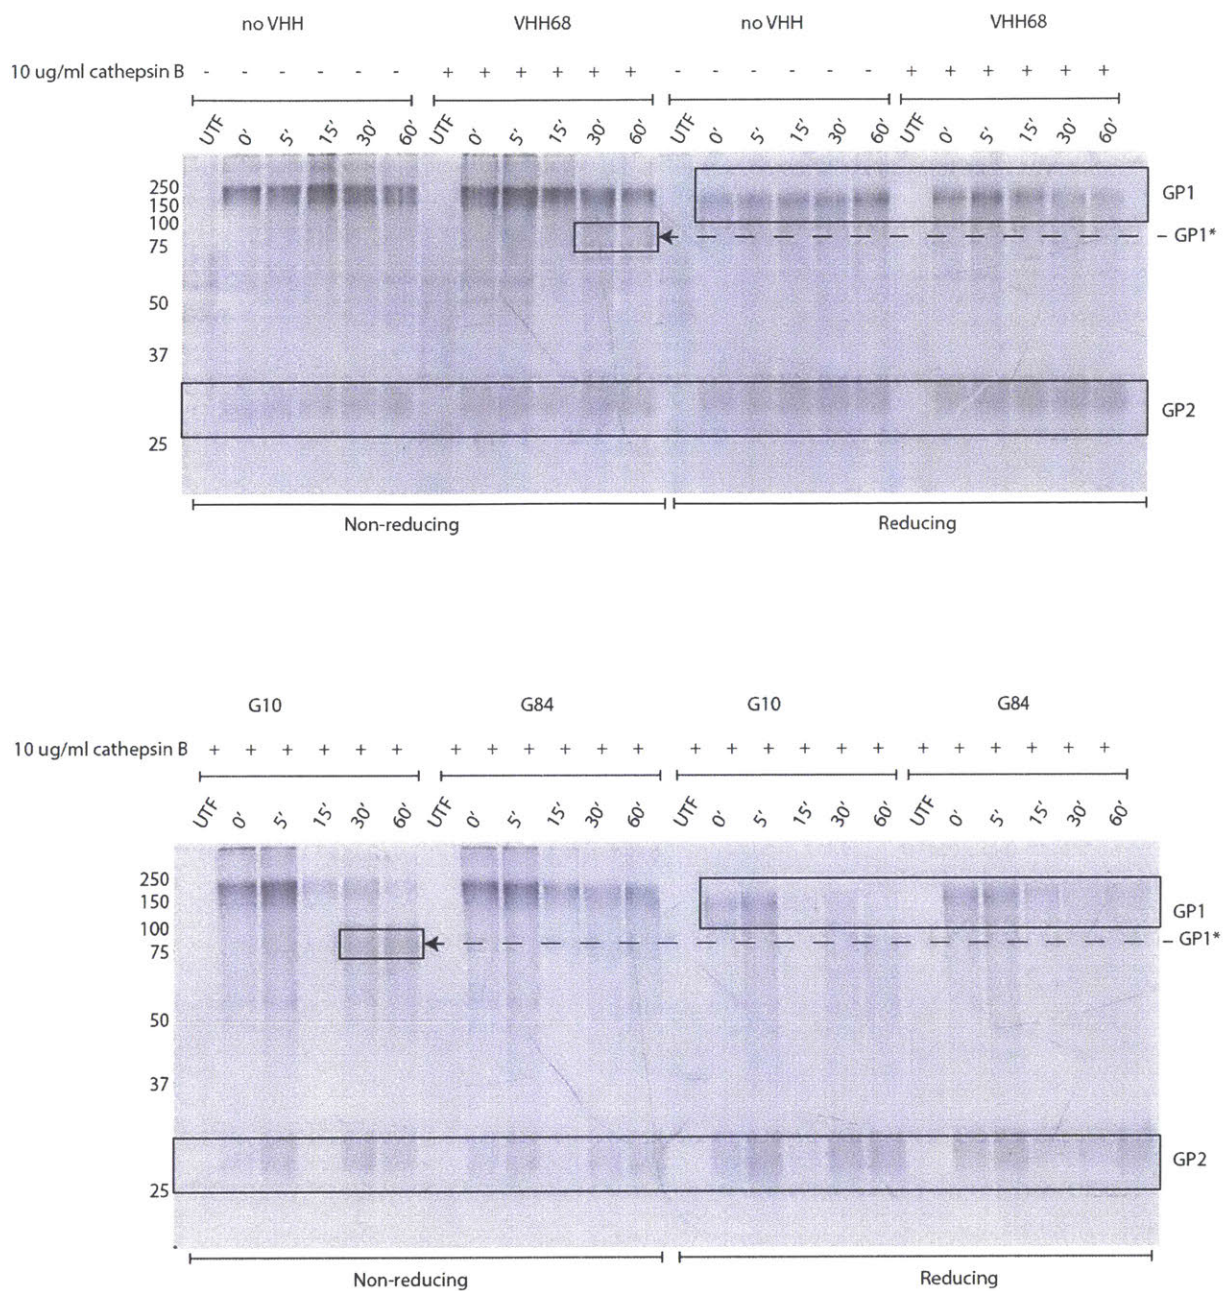 no VHH VHH68 no VHH VHH68
10 ug/ml cathepsin B - - - - - - + + + + + + - - - - - - + + + + + +
UTF 0' 5' 15' 30' 60' UTF 0' 5' 15' 30' 60' UTF 0' 5' 15' 30' 60' UTF 0' 5' 15' 30' 60'
250
150
100
75
50
37
25
GP1
GP1*
GP2
Non-reducing Reducing
G10 G84 G10 G84
10 ug/ml cathepsin B + + + + + + + + + + + + + + + + + + + + + + + +
UTF 0' 5' 15' 30' 60' UTF 0' 5' 15' 30' 60' UTF 0' 5' 15' 30' 60' UTF 0' 5' 15' 30' 60'
250
150
100
75
50
37
25
GP1
GP1*
GP2
Non-reducing Reducing